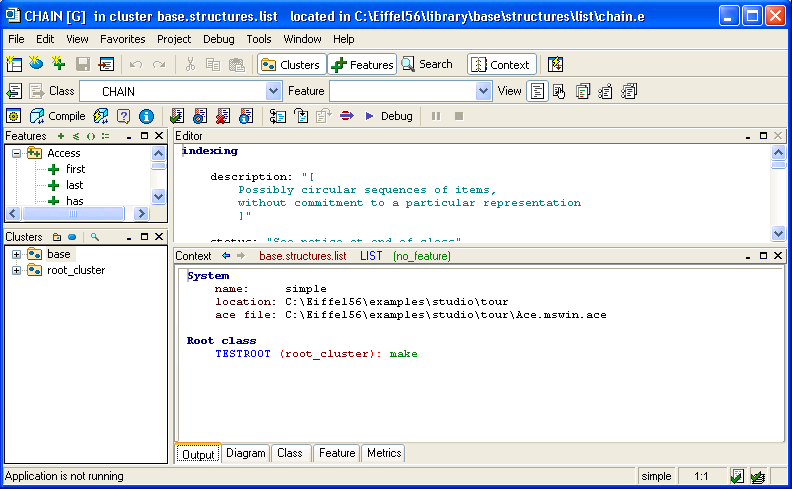 CHAIN [G]  in cluster base.structures.list  located in C:\Eiffel56\library\base\structures\list\chain.e
File Edit View Favorites Project Debug Tools Window Help
Clusters Features Search Context
Class CHAIN Feature View
Compile Debug
Features
Access
first
last
has
Clusters
base
root_cluster
Editor
indexing
description: "[
Possibly circular sequences of items,
without commitment to a particular representation
]"
status: "See notice at end of class"
Context base.structures.list LIST (no_feature)
System
name: simple
location: C:\Eiffel56\examples\studio\tour
ace file: C:\Eiffel56\examples\studio\tour\Ace.mswin.ace
Root class
TESTROOT (root_cluster): make
Output Diagram Class Feature Metrics
Application is not running simple 1:1